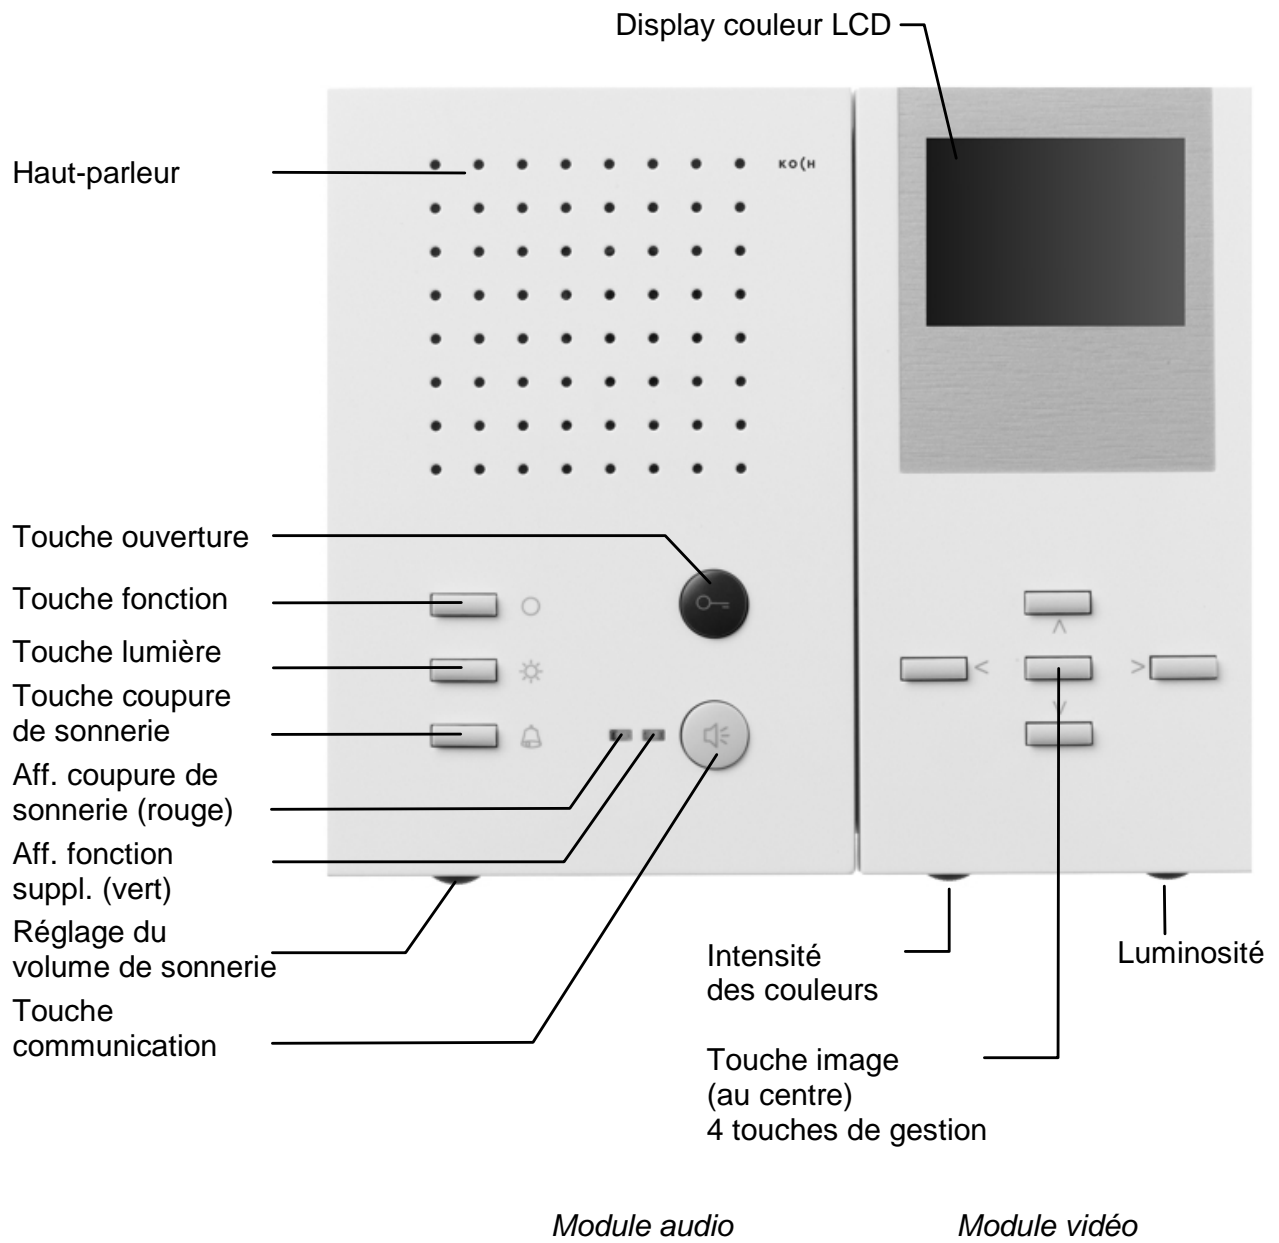 Display couleur LCD
Haut-parleur
KOCH
Touche ouverture
Touche fonction
Touche lumière
Touche coupure
de sonnerie
Aff. coupure de
sonnerie (rouge)
Aff. fonction
suppl. (vert)
Réglage du
volume de sonnerie
Touche
communication
Intensité
des couleurs
Luminosité
Touche image
(au centre)
4 touches de gestion
Module audio
Module vidéo